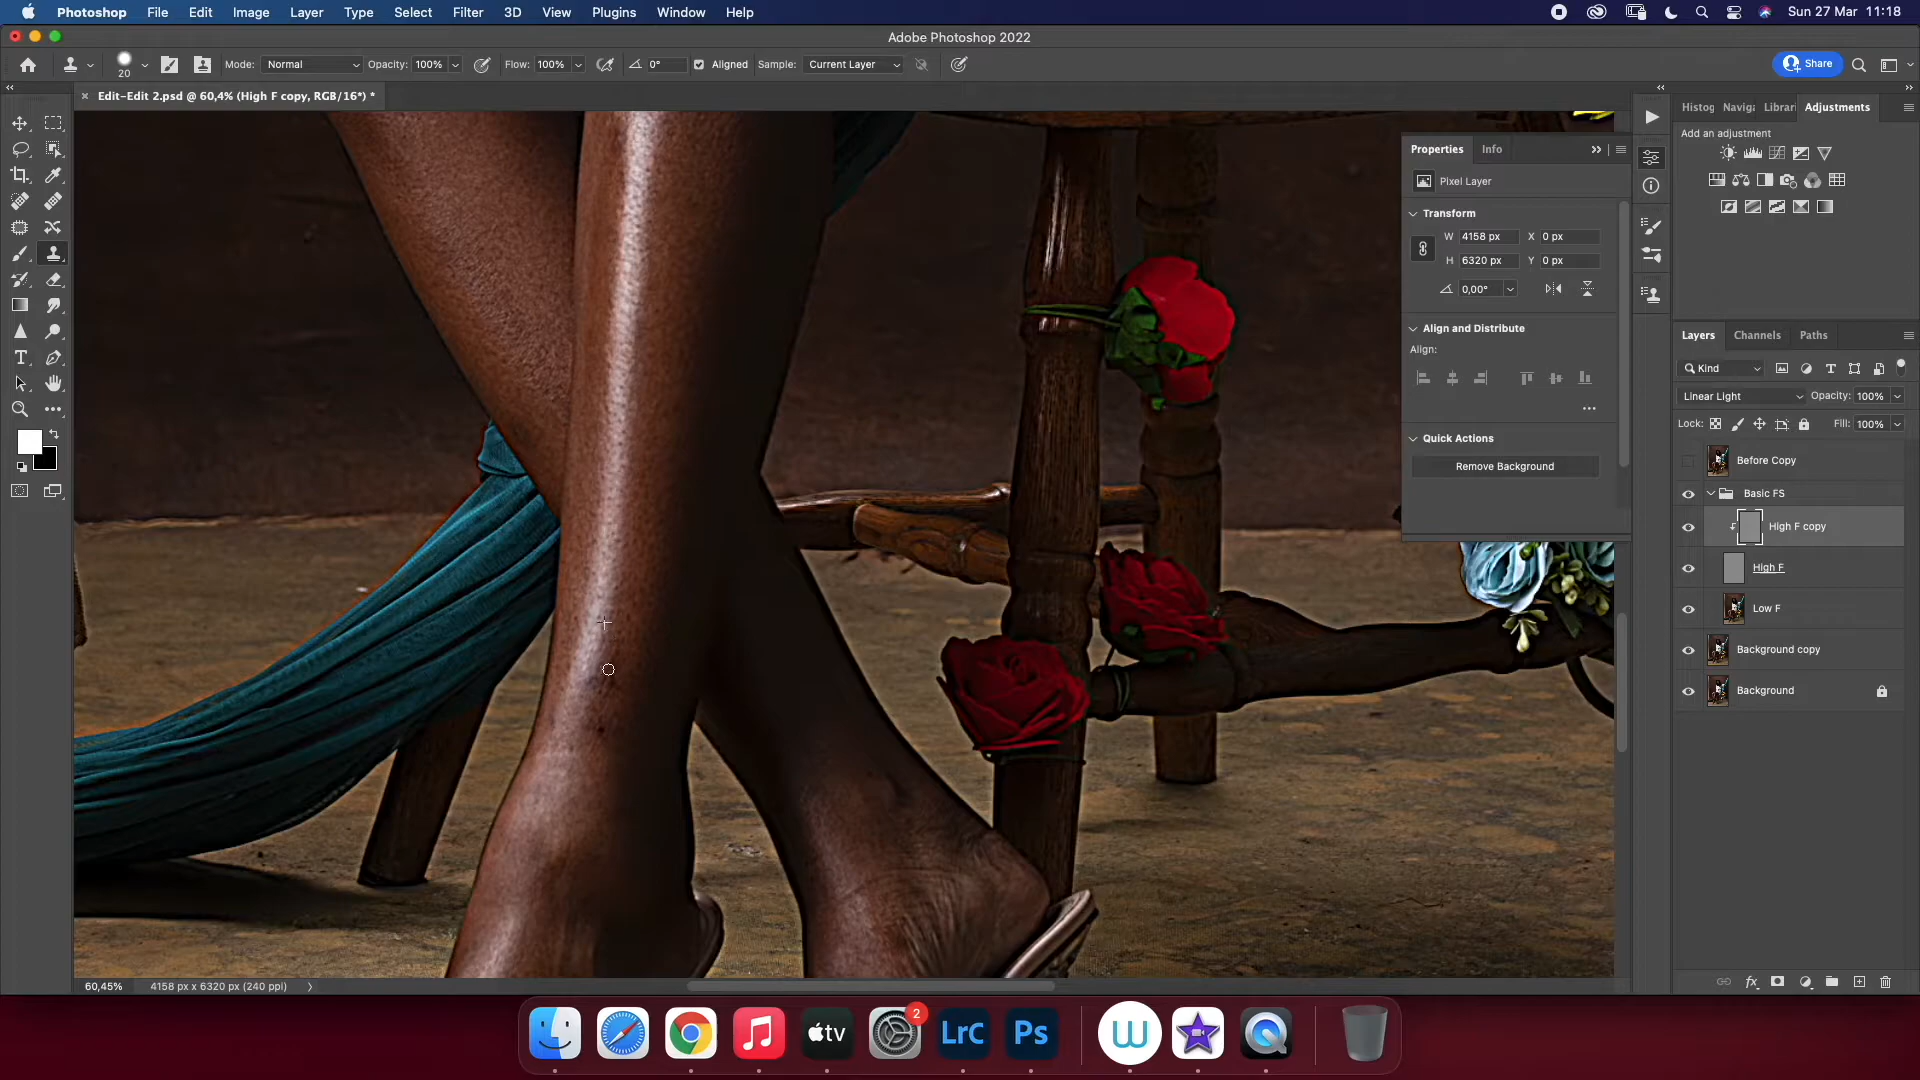 Photoshop File Edit Image Layer Type Select Filter 3D View Plugins Window Help Sun 27 Mar 11:18
Adobe Photoshop 2022
20 Mode: Normal Opacity: 100% Flow: 100% 0° Aligned Sample: Current Layer Share
Edit-Edit 2.psd @ 60,4% (High F copy, RGB/16*) *
Histog Naviga Librari Adjustments
Add an adjustment
Properties Info
Pixel Layer
Transform
W 4158 px X 0 px
H 6320 px Y 0 px
0,00°
Align and Distribute
Align:
Quick Actions
Remove Background
Layers Channels Paths
Kind
Linear Light Opacity: 100%
Lock: Fill: 100%
Before Copy
Basic FS
High F copy
High F
Low F
Background copy
Background
60,45% 4158 px x 6320 px (240 ppi)
2
tv LrC Ps